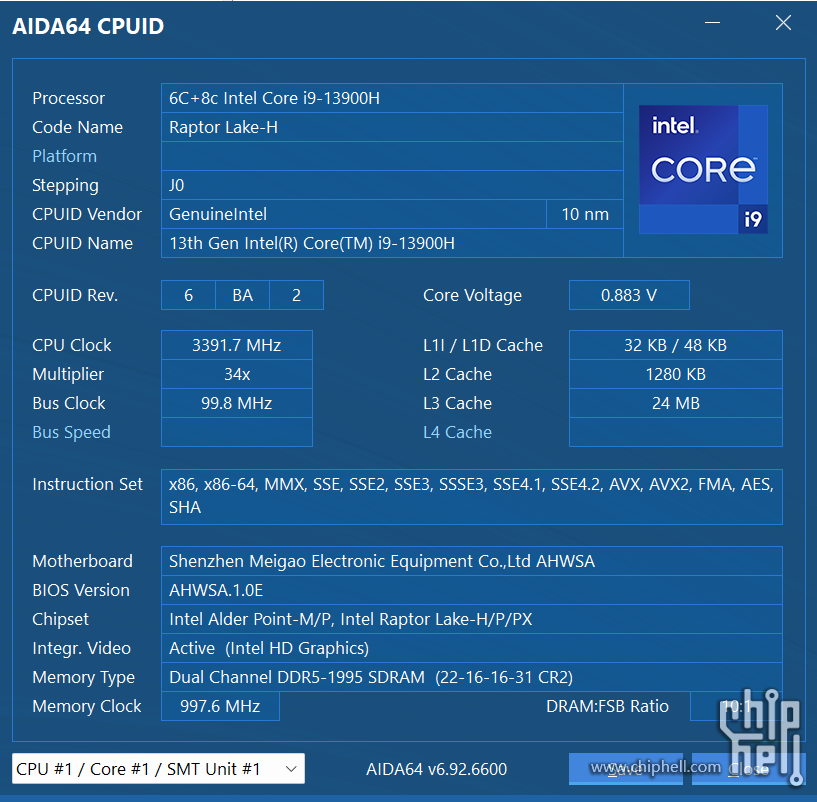 AIDA64 CPUID
Processor 6C+8c Intel Core i9-13900H
Code Name Raptor Lake-H
Platform
Stepping J0
CPUID Vendor GenuineIntel 10 nm
CPUID Name 13th Gen Intel(R) Core(TM) i9-13900H
intel.
CORE™
i9
CPUID Rev. 6 BA 2 Core Voltage 0.883 V
CPU Clock 3391.7 MHz L1I / L1D Cache 32 KB / 48 KB
Multiplier 34x L2 Cache 1280 KB
Bus Clock 99.8 MHz L3 Cache 24 MB
Bus Speed L4 Cache
Instruction Set x86, x86-64, MMX, SSE, SSE2, SSE3, SSSE3, SSE4.1, SSE4.2, AVX, AVX2, FMA, AES,
SHA
Motherboard Shenzhen Meigao Electronic Equipment Co.,Ltd AHWSA
BIOS Version AHWSA.1.0E
Chipset Intel Alder Point-M/P, Intel Raptor Lake-H/P/PX
Integr. Video Active (Intel HD Graphics)
Memory Type Dual Channel DDR5-1995 SDRAM (22-16-16-31 CR2)
Memory Clock 997.6 MHz DRAM:FSB Ratio 10:1
chip
hell
CPU #1 / Core #1 / SMT Unit #1 AIDA64 v6.92.6600 Save Close
www.chiphell.com